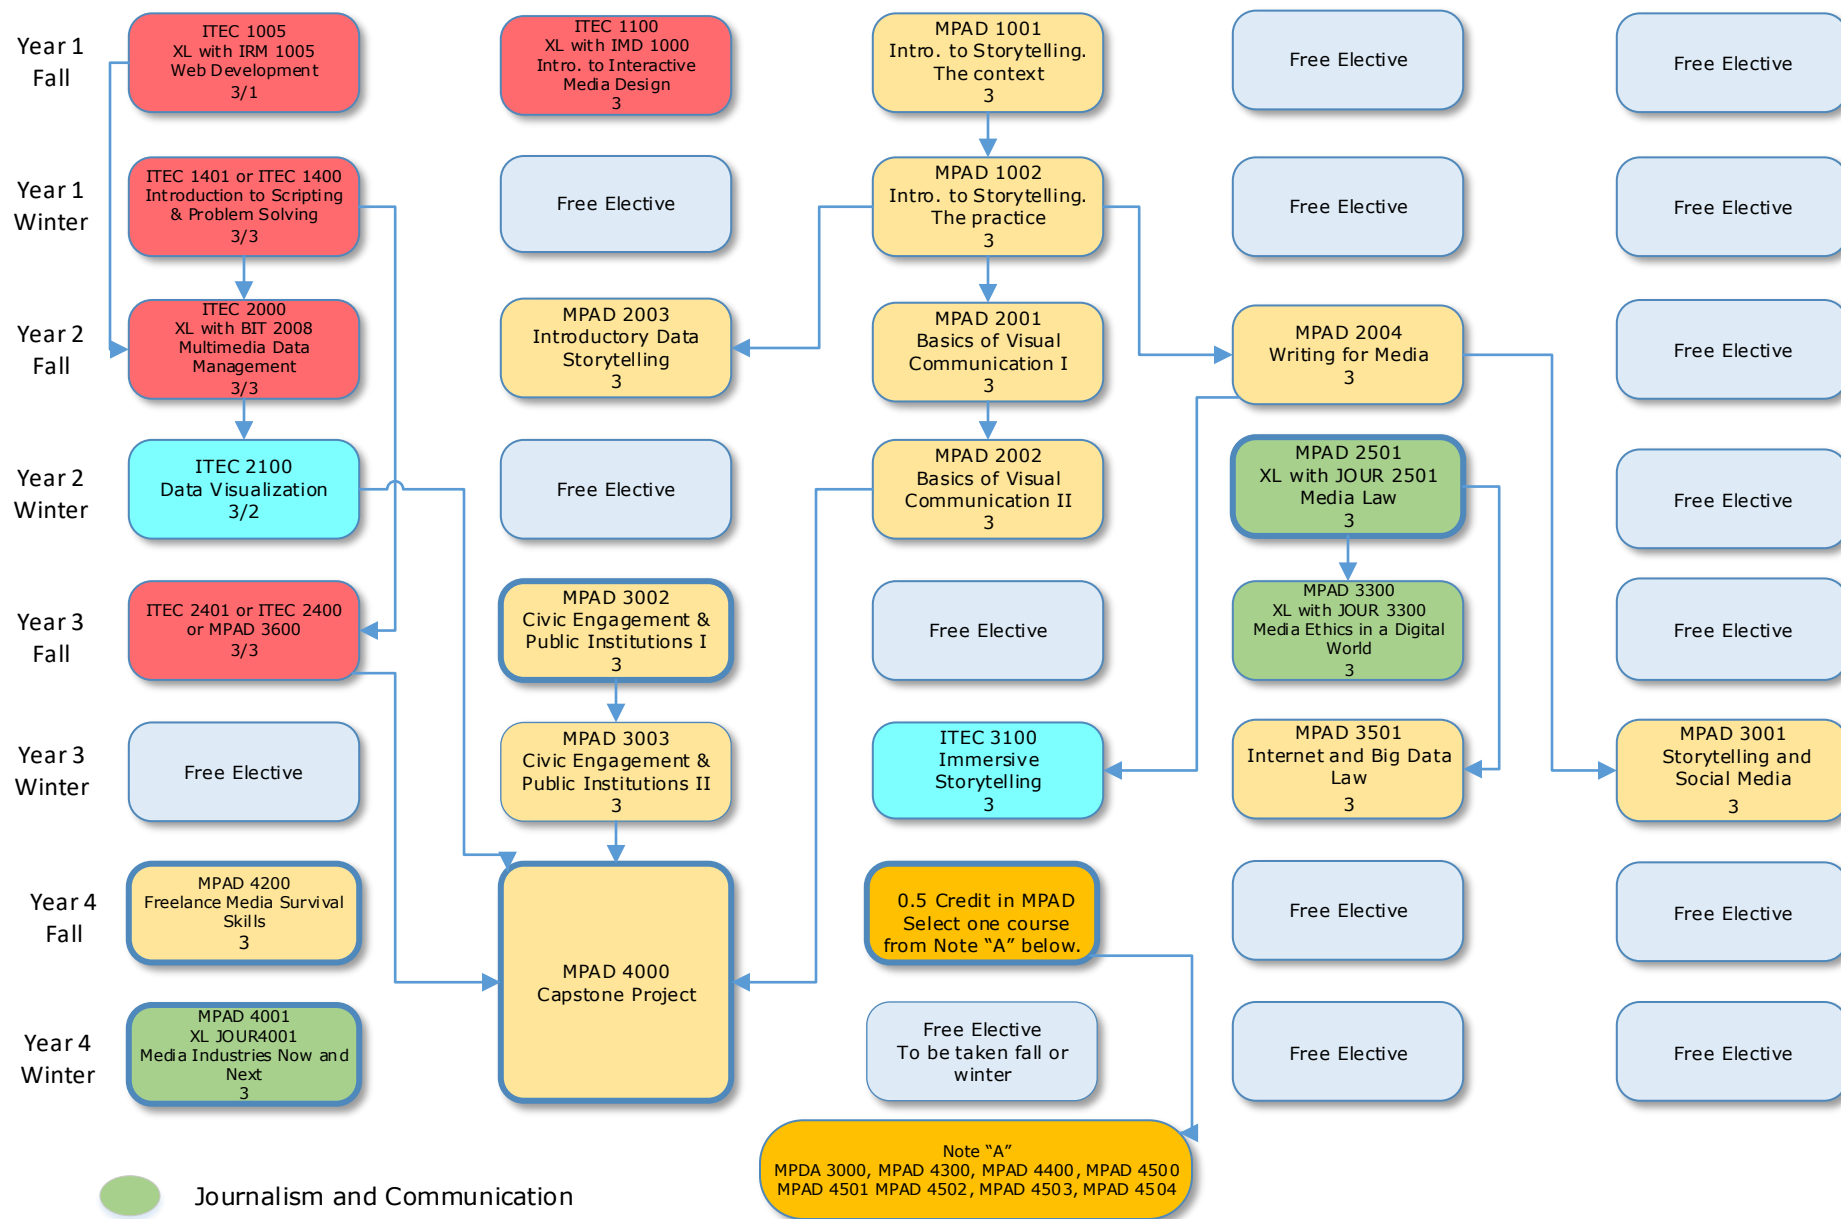 Year 1
Fall
ITEC 1005
XL with IRM 1005
Web Development
3/1
ITEC 1100
XL with IMD 1000
Intro. to Interactive
Media Design
3
MPAD 1001
Intro. to Storytelling.
The context
3
Free Elective
Free Elective
Year 1
Winter
ITEC 1401 or ITEC 1400
Introduction to Scripting
& Problem Solving
3/3
Free Elective
MPAD 1002
Intro. to Storytelling.
The practice
3
Free Elective
Free Elective
Year 2
Fall
ITEC 2000
XL with BIT 2008
Multimedia Data
Management
3/3
MPAD 2003
Introductory Data
Storytelling
3
MPAD 2001
Basics of Visual
Communication I
3
MPAD 2004
Writing for Media
3
Free Elective
Year 2
Winter
ITEC 2100
Data Visualization
3/2
Free Elective
MPAD 2002
Basics of Visual
Communication II
3
MPAD 2501
XL with JOUR 2501
Media Law
3
Free Elective
Year 3
Fall
ITEC 2401 or ITEC 2400
or MPAD 3600
3/3
MPAD 3002
Civic Engagement &
Public Institutions I
3
Free Elective
MPAD 3300
XL with JOUR 3300
Media Ethics in a Digital
World
3
Free Elective
Year 3
Winter
Free Elective
MPAD 3003
Civic Engagement &
Public Institutions II
3
ITEC 3100
Immersive
Storytelling
3
MPAD 3501
Internet and Big Data
Law
3
MPAD 3001
Storytelling and
Social Media
3
Year 4
Fall
MPAD 4200
Freelance Media Survival
Skills
3
MPAD 4000
Capstone Project
0.5 Credit in MPAD
Select one course
from Note “A” below.
Free Elective
Free Elective
Year 4
Winter
MPAD 4001
XL JOUR4001
Media Industries Now and
Next
3
Free Elective
To be taken fall or
winter
Free Elective
Free Elective
Note “A”
MPDA 3000, MPAD 4300, MPAD 4400, MPAD 4500
MPAD 4501 MPAD 4502, MPAD 4503, MPAD 4504
Journalism and Communication